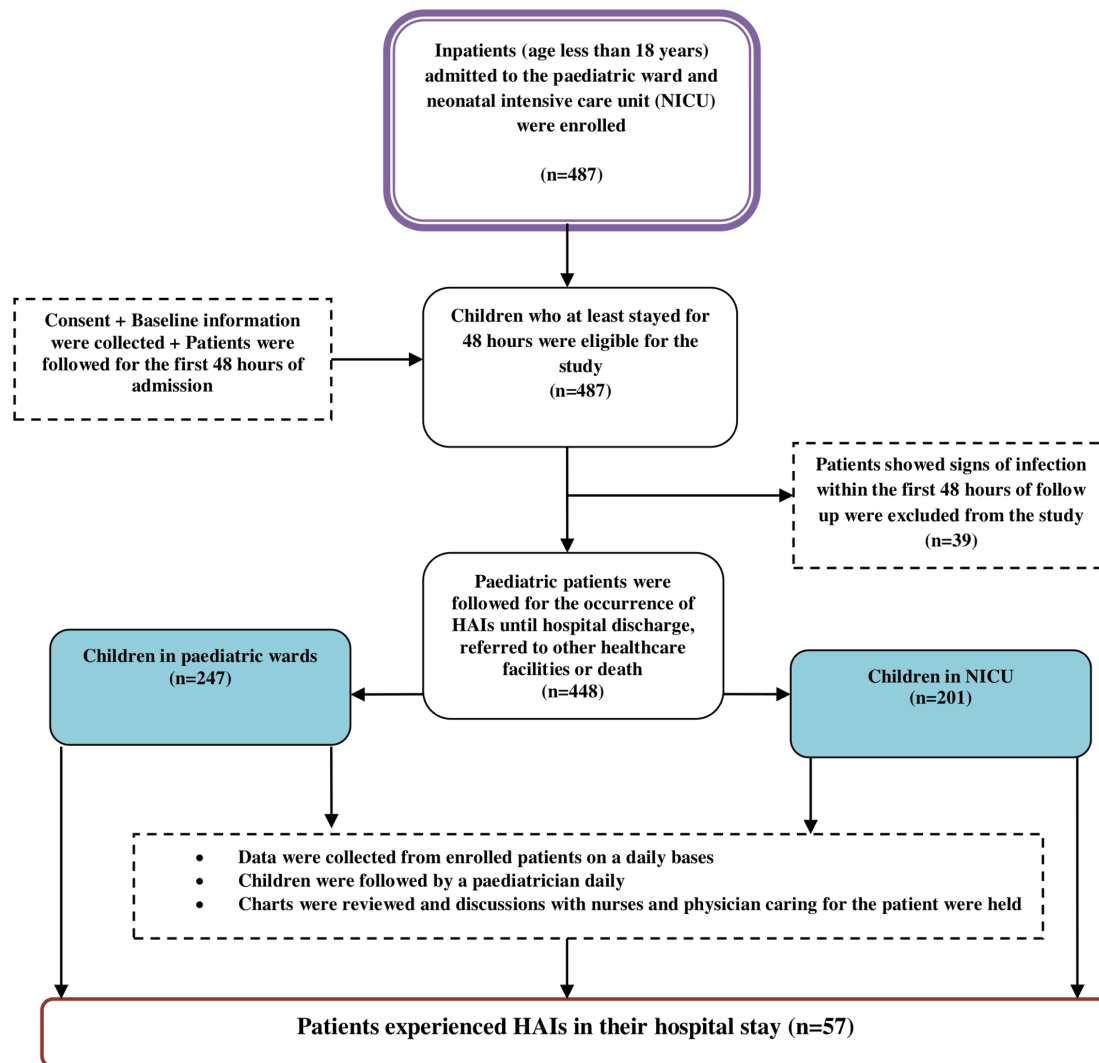 Inpatients (age less than 18 years)
admitted to the paediatric ward and
neonatal intensive care unit (NICU)
were enrolled
(n=487)
Consent + Baseline information
were collected + Patients were
followed for the first 48 hours of
admission
Children who at least stayed for
48 hours were eligible for the
study
(n=487)
Patients showed signs of infection
within the first 48 hours of follow
up were excluded from the study
(n=39)
Paediatric patients were
followed for the occurrence of
HAIs until hospital discharge,
referred to other healthcare
facilities or death
(n=448)
Children in paediatric wards
(n=247)
Children in NICU
(n=201)
• Data were collected from enrolled patients on a daily bases
• Children were followed by a paediatrician daily
• Charts were reviewed and discussions with nurses and physician caring for the patient were held
Patients experienced HAIs in their hospital stay (n=57)